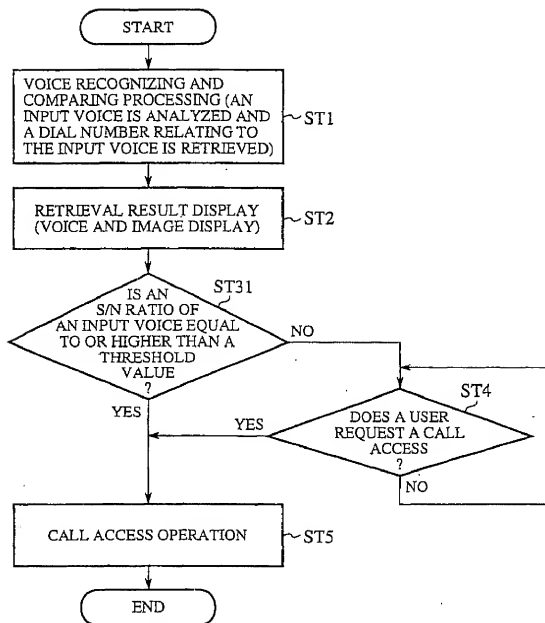 START
VOICE RECOGNIZING AND
COMPARING PROCESSING (AN
INPUT VOICE IS ANALYZED AND
A DIAL NUMBER RELATING TO
THE INPUT VOICE IS RETRIEVED)
ST1
RETRIEVAL RESULT DISPLAY
(VOICE AND IMAGE DISPLAY)
ST2
ST31
IS AN
S/N RATIO OF
AN INPUT VOICE EQUAL
TO OR HIGHER THAN A
THRESHOLD
VALUE
?
NO
YES
ST4
DOES A USER
REQUEST A CALL
ACCESS
?
YES
NO
CALL ACCESS OPERATION
ST5
END